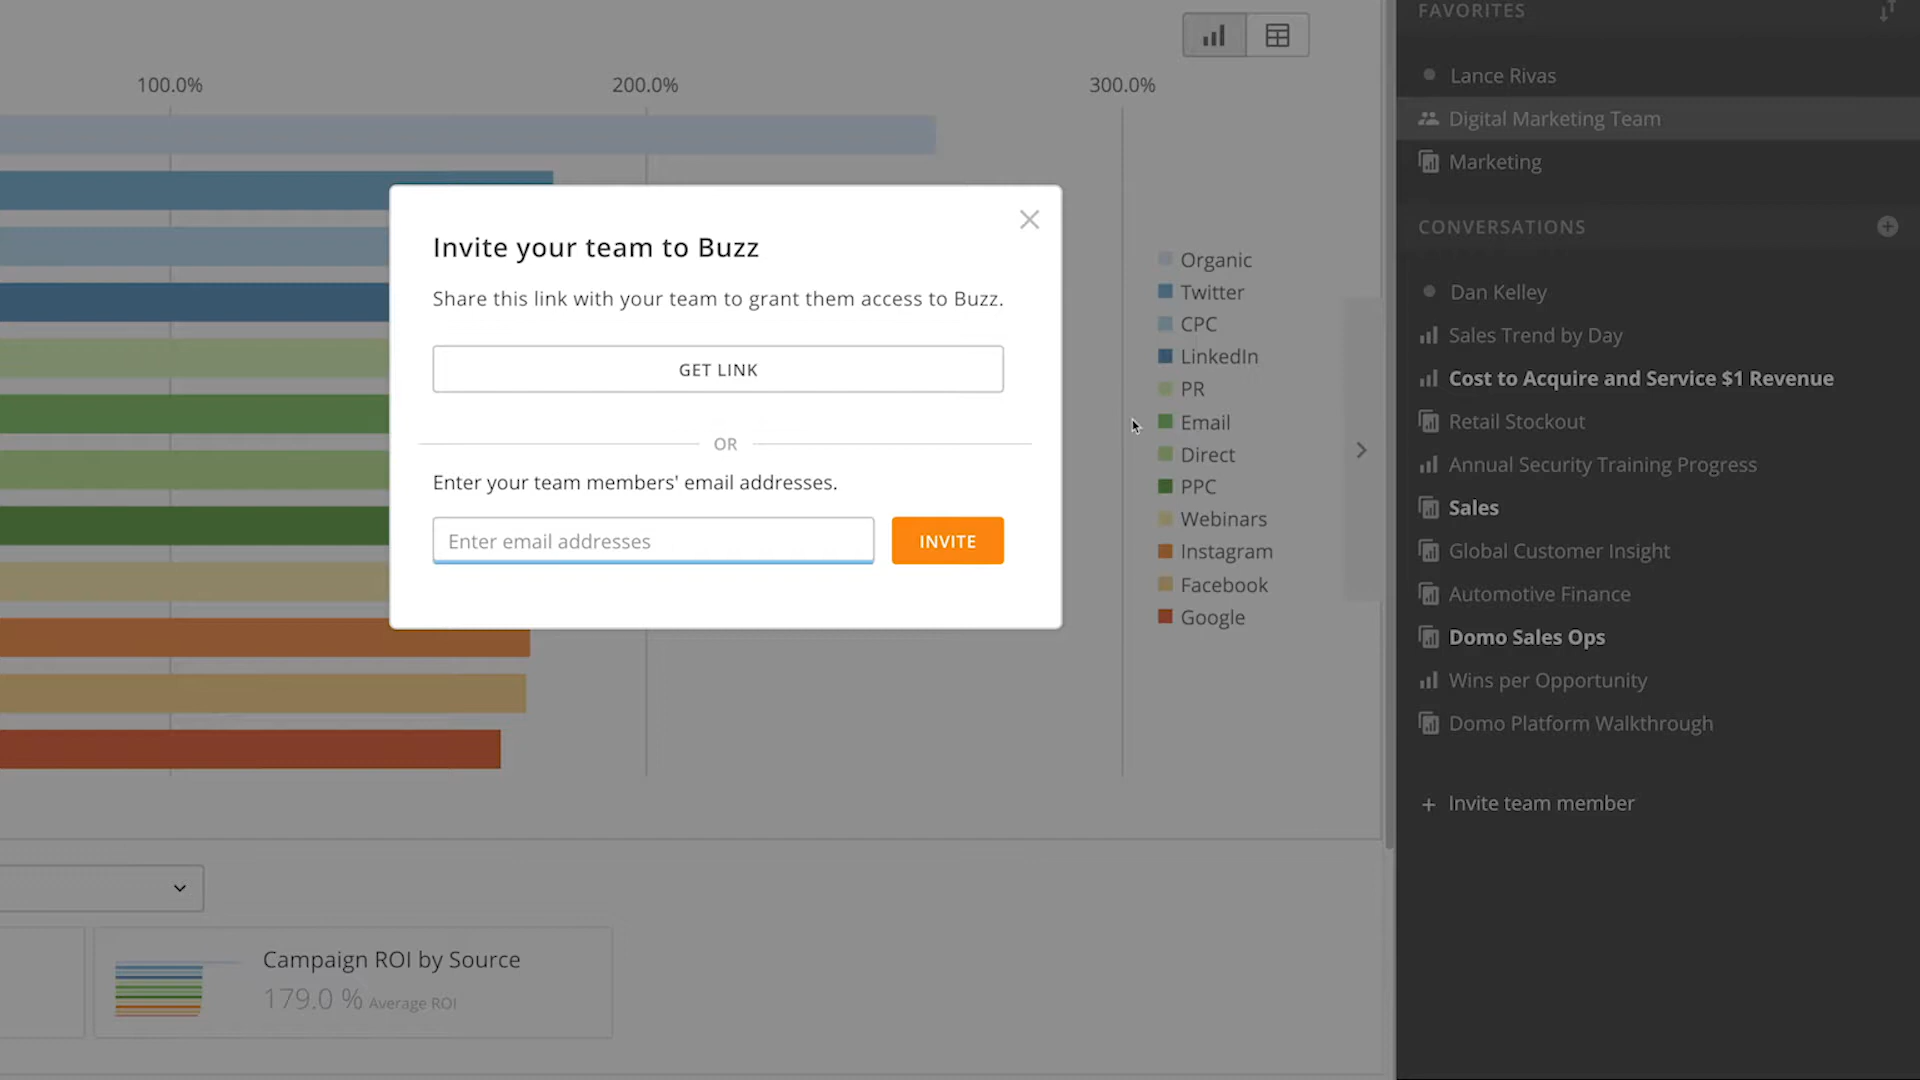 100.0%
200.0%
300.0%
Organic
Twitter
CPC
LinkedIn
PR
Email
Direct
PPC
Webinars
Instagram
Facebook
Google
Invite your team to Buzz
Share this link with your team to grant them access to Buzz.
GET LINK
OR
Enter your team members' email addresses.
Enter email addresses
INVITE
Campaign ROI by Source
179.0 % Average ROI
FAVORITES
Lance Rivas
Digital Marketing Team
Marketing
CONVERSATIONS
Dan Kelley
Sales Trend by Day
Cost to Acquire and Service $1 Revenue
Retail Stockout
Annual Security Training Progress
Sales
Global Customer Insight
Automotive Finance
Domo Sales Ops
Wins per Opportunity
Domo Platform Walkthrough
+ Invite team member